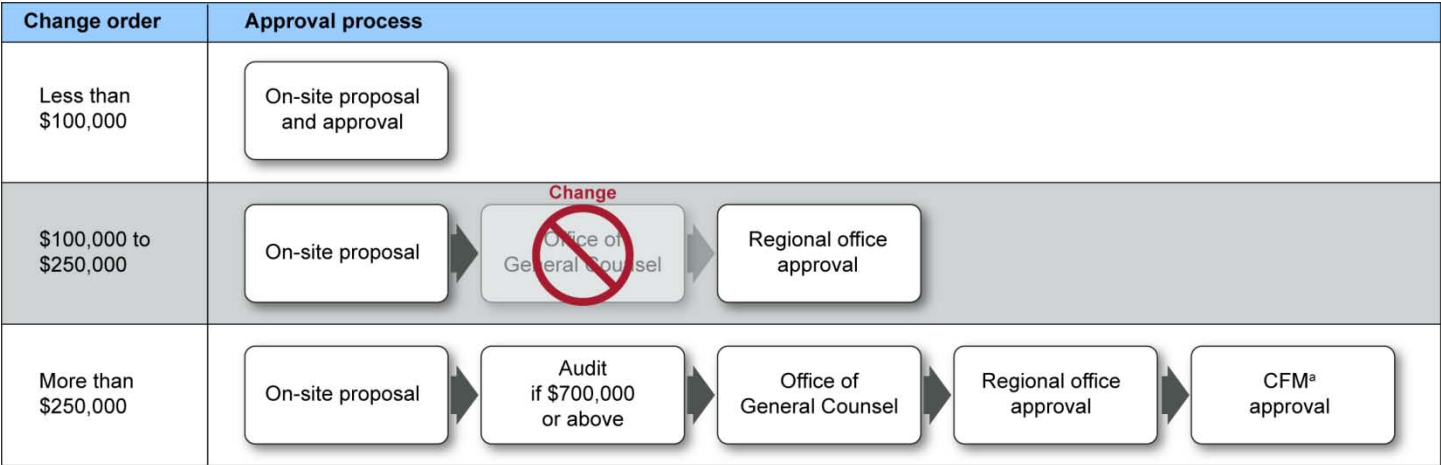 Change order
Approval process
Less than
$100,000
On-site proposal
and approval
$100,000 to
$250,000
On-site proposal
Change
Office of
General Counsel
Regional office
approval
More than
$250,000
On-site proposal
Audit
if $700,000
or above
Office of
General Counsel
Regional office
approval
CFMª
approval